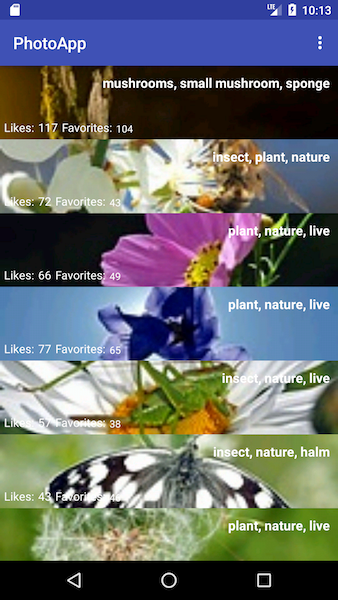 LTE 10:13
PhotoApp
mushrooms, small mushroom, sponge
Likes: 117 Favorites: 104
insect, plant, nature
Likes: 72 Favorites: 43
plant, nature, live
Likes: 66 Favorites: 49
plant, nature, live
Likes: 77 Favorites: 65
insect, nature, live
Likes: 57 Favorites: 38
insect, nature, halm
Likes: 43 Favorites:
plant, nature, live